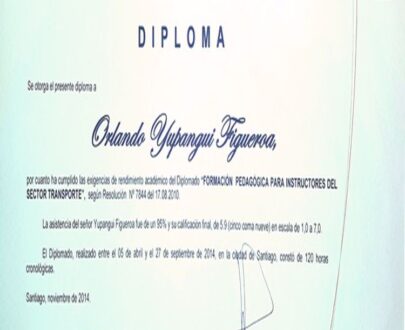 DIPLOMA
Se otorga el presente diploma a
Orlando Yupangui Figueroa,
por cuanto ha cumplido las exigencias de rendimiento académico del Diplomado "FORMACIÓN PEDAGÓGICA PARA INSTRUCTORES DEL
SECTOR TRANSPORTE", según Resolución Nº 7844 del 17.08.2010.
La asistencia del señor Yupangui Figueroa fue de un 95% y su calificación final, de 5.9 (cinco coma nueve) en escala de 1,0 a 7,0.
El Diplomado, realizado entre el 05 de abril y el 27 de septiembre de 2014, en la ciudad de Santiago, constó de 120 horas
cronológicas.
Santiago, noviembre de 2014.